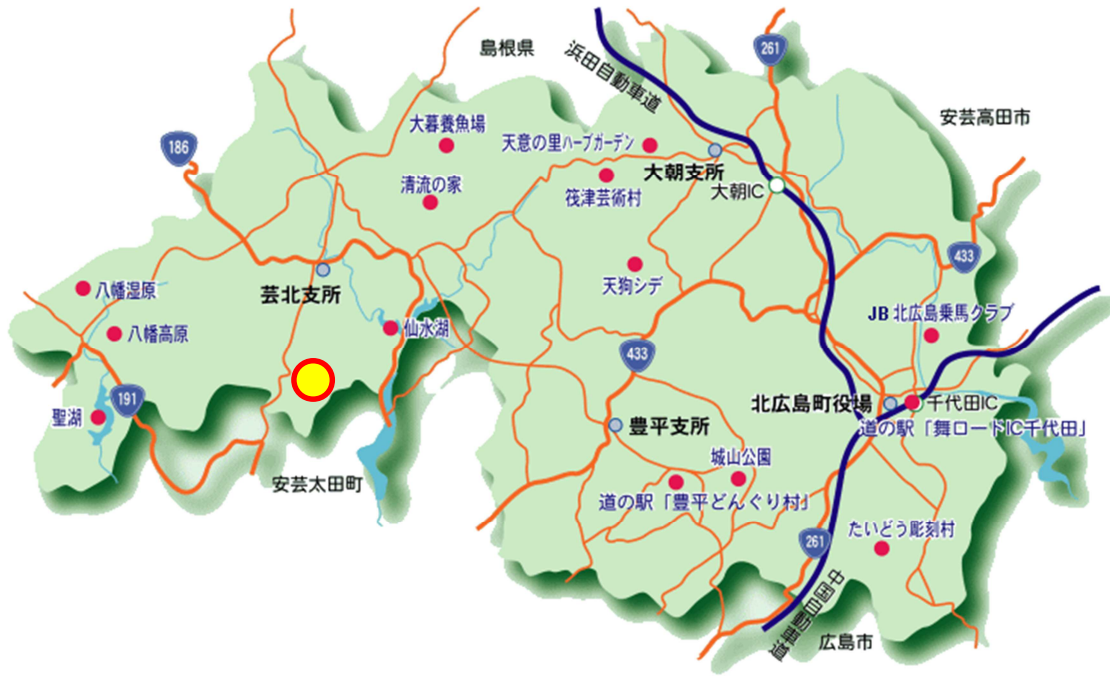 島根県
浜田自動車道
261
安芸高田市
186
大暮養魚場
天意の里ハーブガーデン
大朝支所
大朝IC
清流の家
筏津芸術村
433
八幡湿原
芸北支所
天狗シデ
JB 北広島乗馬クラブ
八幡高原
仙水湖
433
191
聖湖
北広島町役場
千代田IC
道の駅「舞ロードIC千代田」
豊平支所
安芸太田町
城山公園
道の駅「豊平どんぐり村」
たいどう彫刻村
261
中国自動車道
広島市